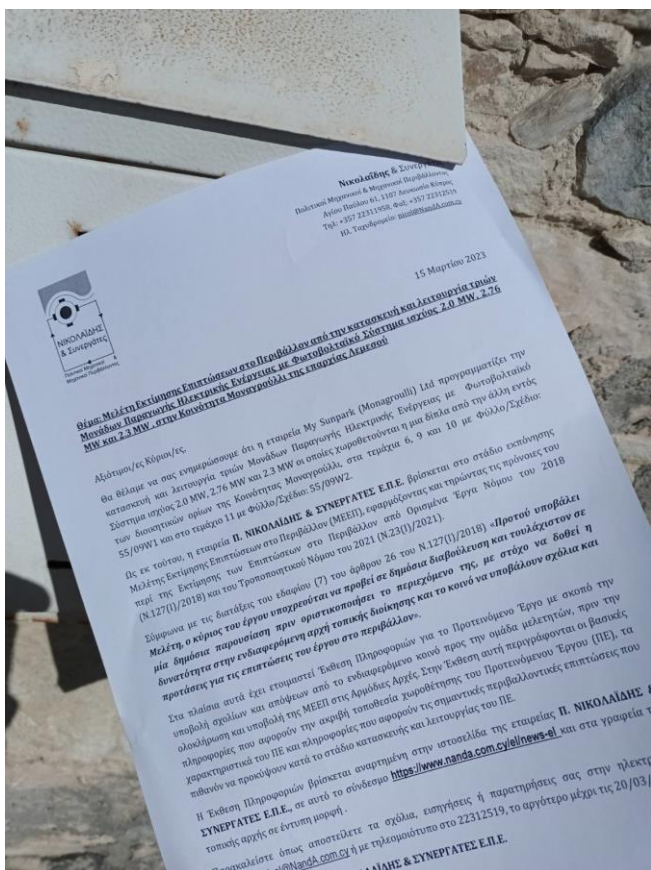 Νικολαΐδης & Συνεργ
Πολιτικοί Μηχανικοί & Μηχανικοί Περιβάλλοντος
Αγίου Παύλου 61, 1107 Λευκωσία Κύπρος
Τηλ: +357 22311958, Φαξ: +357 22312519
Ηλ. Ταχυδρομείο: nicol@NandA.com.cy
15 Μαρτίου 2023
ΝΙΚΟΛΑΪΔΗΣ
& Συνεργάτες
Πολιτικοί Μηχανικοί &
Μηχανικοί Περιβάλλοντος
Θέμα: Μελέτη Εκτίμησης Επιπτώσεων στο Περιβάλλον από την κατασκευή και λειτουργία τριών
Μονάδων Παραγωγής Ηλεκτρικής Ενέργειας με Φωτοβολταϊκό Σύστημα ισχύος 2.0 MW, 2.76
MW και 2.3 MW , στην Κοινότητα Μοναγρούλλι της επαρχίας Λεμεσού
Αξιότιμοι/ες Κύριοι/ες,
Θα θέλαμε να σας ενημερώσουμε ότι η εταιρεία My Sunpark (Monagroulli) Ltd προγραμματίζει την
κατασκευή και λειτουργία τριών Μονάδων Παραγωγής Ηλεκτρικής Ενέργειας με Φωτοβολταϊκό
Σύστημα ισχύος 2.0 MW, 2.76 MW και 2.3 MW οι οποίες χωροθετούνται η μια δίπλα από την άλλη εντός
των διοικητικών ορίων της Κοινότητας Μοναγρούλλι, στα τεμάχια 6, 9 και 10 με Φύλλο/Σχέδιο:
55/09W1 και στο τεμάχιο 11 με Φύλλο/Σχέδιο: 55/09W2.
Ως εκ τούτου, η εταιρεία Π. ΝΙΚΟΛΑΪΔΗΣ & ΣΥΝΕΡΓΑΤΕΣ Ε.Π.Ε. βρίσκεται στο στάδιο εκπόνησης
Μελέτης Εκτίμησης Επιπτώσεων στο Περιβάλλον (ΜΕΕΠ), εφαρμόζοντας και τηρώντας τις πρόνοιες του
περί της Εκτίμησης των Επιπτώσεων στο Περιβάλλον από Ορισμένα Έργα Νόμου του 2018
(Ν.127(Ι)/2018) και του Τροποποιητικού Νόμου του 2021 (Ν.23(Ι)/2021).
Σύμφωνα με τις διατάξεις του εδαφίου (7) του άρθρου 26 του Ν.127(Ι)/2018) «Προτού υποβάλει
Μελέτη, ο κύριος του έργου υποχρεούται να προβεί σε δημόσια διαβούλευση και τουλάχιστον σε
μία δημόσια παρουσίαση πριν οριστικοποιήσει το περιεχόμενο της, με στόχο να δοθεί η
δυνατότητα στην ενδιαφερόμενη αρχή τοπικής διοίκησης και το κοινό να υποβάλουν σχόλια και
προτάσεις για τις επιπτώσεις του έργου στο περιβάλλον».
Στα πλαίσια αυτά έχει ετοιμαστεί Έκθεση Πληροφοριών για το Προτεινόμενο Έργο με σκοπό την
υποβολή σχολίων και απόψεων από το ενδιαφερόμενο κοινό προς την ομάδα μελετητών, πριν την
ολοκλήρωση και υποβολή της ΜΕΕΠ στις Αρμόδιες Αρχές. Στην Έκθεση αυτή περιγράφονται οι βασικές
πληροφορίες που αφορούν την ακριβή τοποθεσία χωροθέτησης του Προτεινόμενου Έργου (ΠΕ), τα
χαρακτηριστικά του ΠΕ και πληροφορίες που αφορούν τις σημαντικές περιβαλλοντικές επιπτώσεις που
πιθανόν να προκύψουν κατά το στάδιο κατασκευής και λειτουργίας του ΠΕ.
Η Έκθεση Πληροφοριών βρίσκεται αναρτημένη στην ιστοσελίδα της εταιρείας Π. ΝΙΚΟΛΑΪΔΗΣ &
ΣΥΝΕΡΓΑΤΕΣ Ε.Π.Ε., σε αυτό το σύνδεσμο https://www.nanda.com.cy/el/news-el και στα γραφεία τ
τοπικής αρχής σε έντυπη μορφή .
Παρακαλείστε όπως αποστείλετε τα σχόλια, εισηγήσεις ή παρατηρήσεις σας στην ηλεκτρ
@NandA.com.cy ή με τηλεομοιότυπο στο 22312519, το αργότερο μέχρι τις 20/03/
ΛΑΪΔΗΣ & ΣΥΝΕΡΓΑΤΕΣ Ε.Π.Ε.